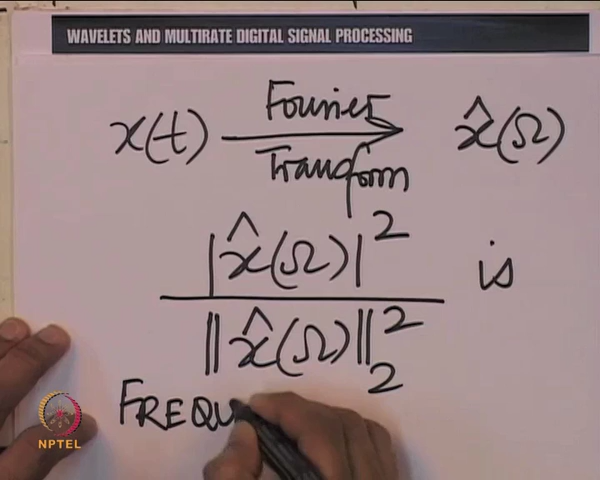 WAVELETS AND MULTIRATE DIGITAL SIGNAL PROCESSING
x(t) Fourier Transform x̂(Ω)
|x̂(Ω)|² is
||x̂(Ω)||₂²
FREQU
NPTEL